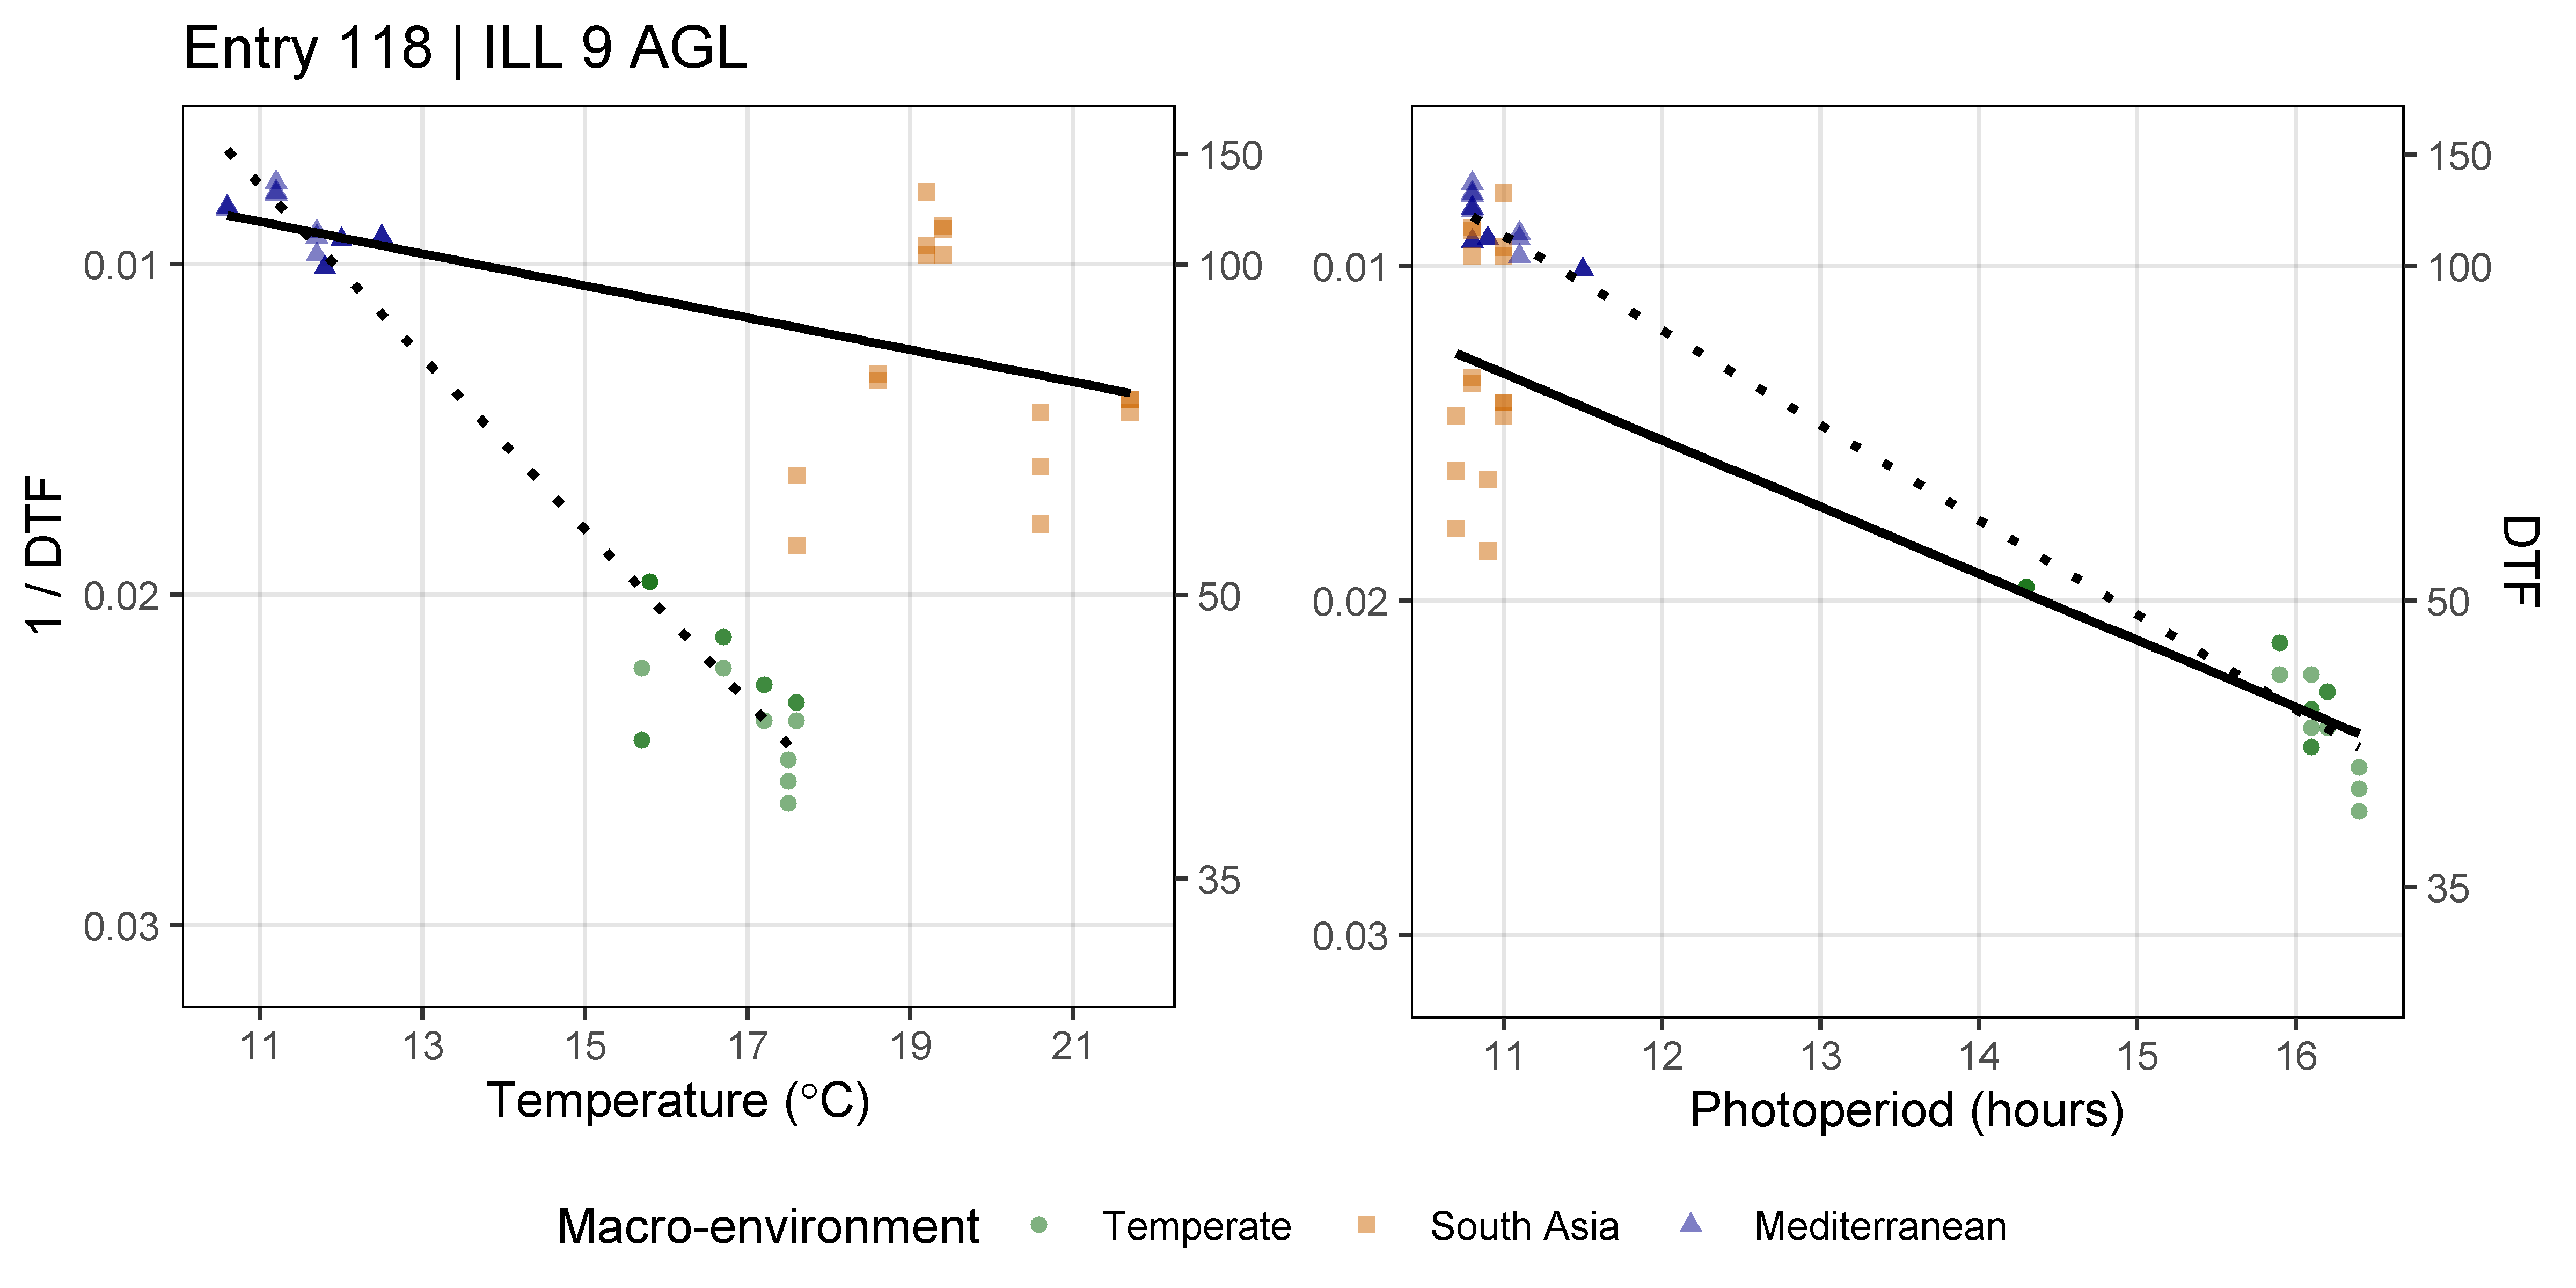 Entry 118 | ILL 9 AGL
1 / DTF
0.01
0.02
0.03
150
100
50
35
11 13 15 17 19 21
Temperature (°C)
0.01
0.02
0.03
150
100
50
35
DTF
11 12 13 14 15 16
Photoperiod (hours)
Macro-environment Temperate South Asia Mediterranean